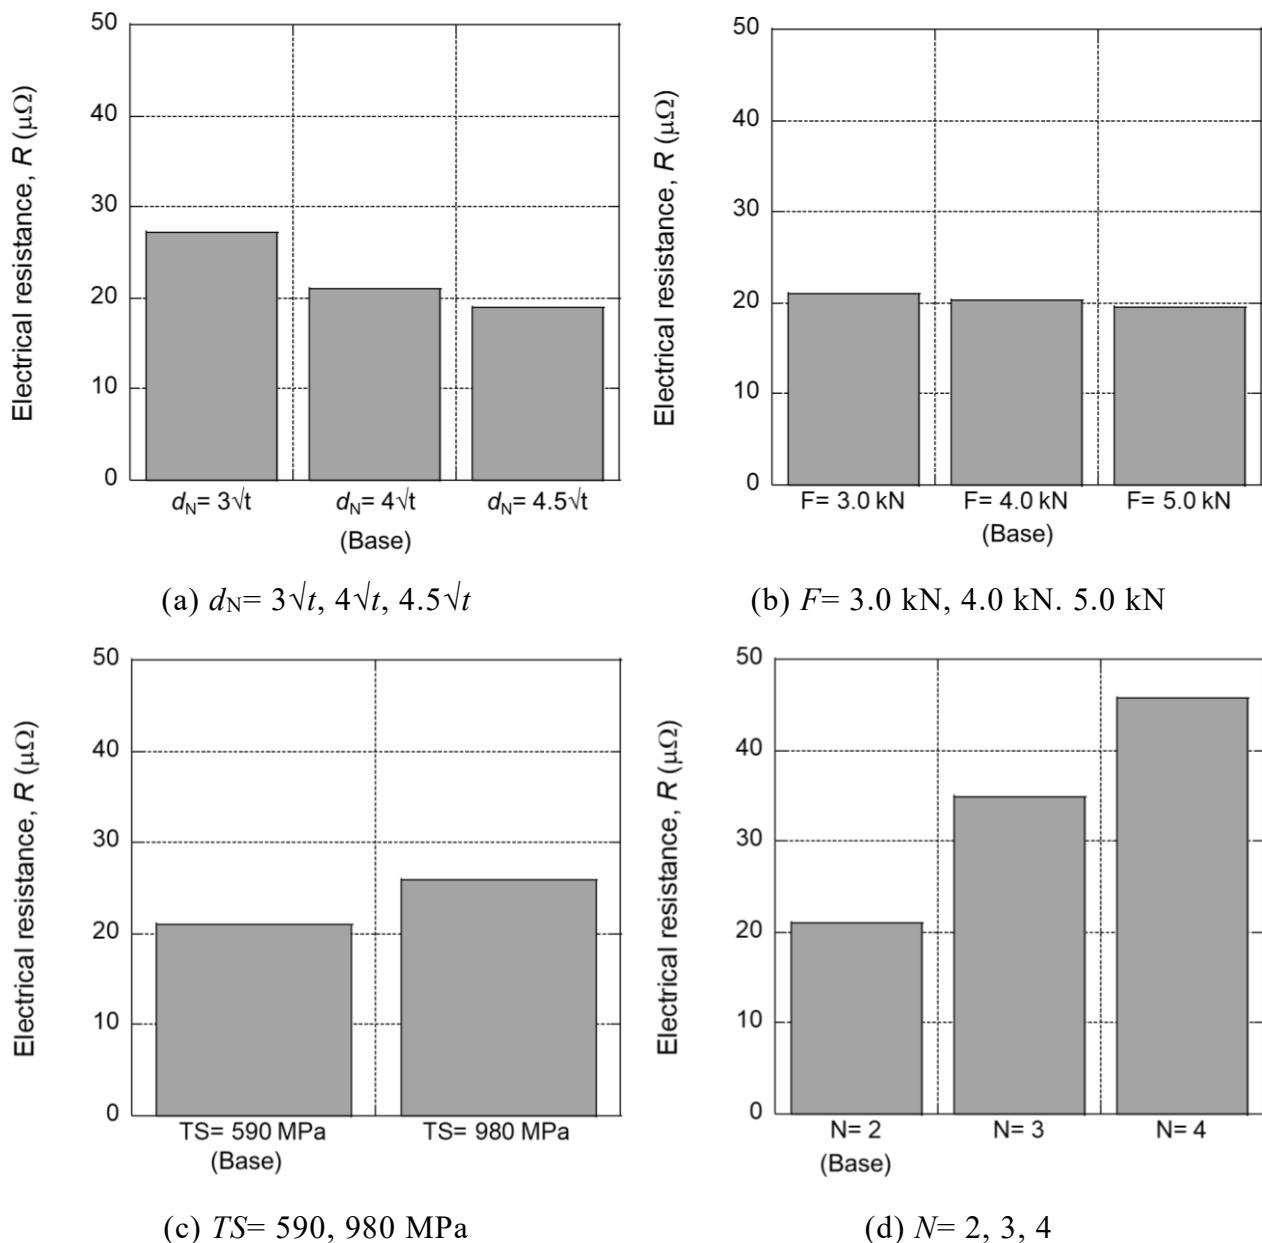 Electrical resistance, R (μΩ)
50
40
30
20
10
0
dN= 3√t dN= 4√t dN= 4.5√t
(Base)
(a) dN= 3√t, 4√t, 4.5√t
Electrical resistance, R (μΩ)
50
40
30
20
10
0
F= 3.0 kN F= 4.0 kN F= 5.0 kN
(Base)
(b) F= 3.0 kN, 4.0 kN. 5.0 kN
Electrical resistance, R (μΩ)
50
40
30
20
10
0
TS= 590 MPa TS= 980 MPa
(Base)
(c) TS= 590, 980 MPa
Electrical resistance, R (μΩ)
50
40
30
20
10
0
N= 2 N= 3 N= 4
(Base)
(d) N= 2, 3, 4